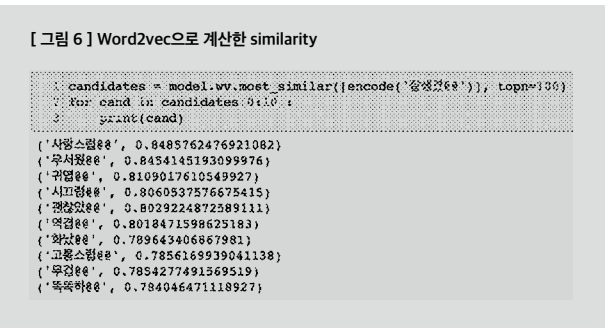 [ 그림 6 ] Word2vec으로 계산한 similarity
1 candidates = model.wv.most_similar([encode('잘생겼@@')], topn=100)
2 for cand in candidates[0:10]:
3 print(cand)
('사랑스럽@@', 0.8485762476921082)
('무서웠@@', 0.8454145193099976)
('귀엽@@', 0.8109017610549927)
('시끄럽@@', 0.8060537576675415)
('괜찮았@@', 0.8029224872589111)
('역겹@@', 0.8018471598625183)
('화났@@', 0.789643406867981)
('고통스럽@@', 0.7856169939041138)
('무겁@@', 0.7854277491569519)
('똑똑하@@', 0.784046471118927)